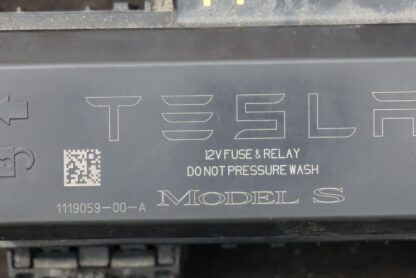 TESLA
12V FUSE & RELAY
DO NOT PRESSURE WASH
MODEL S
1119059-00-A